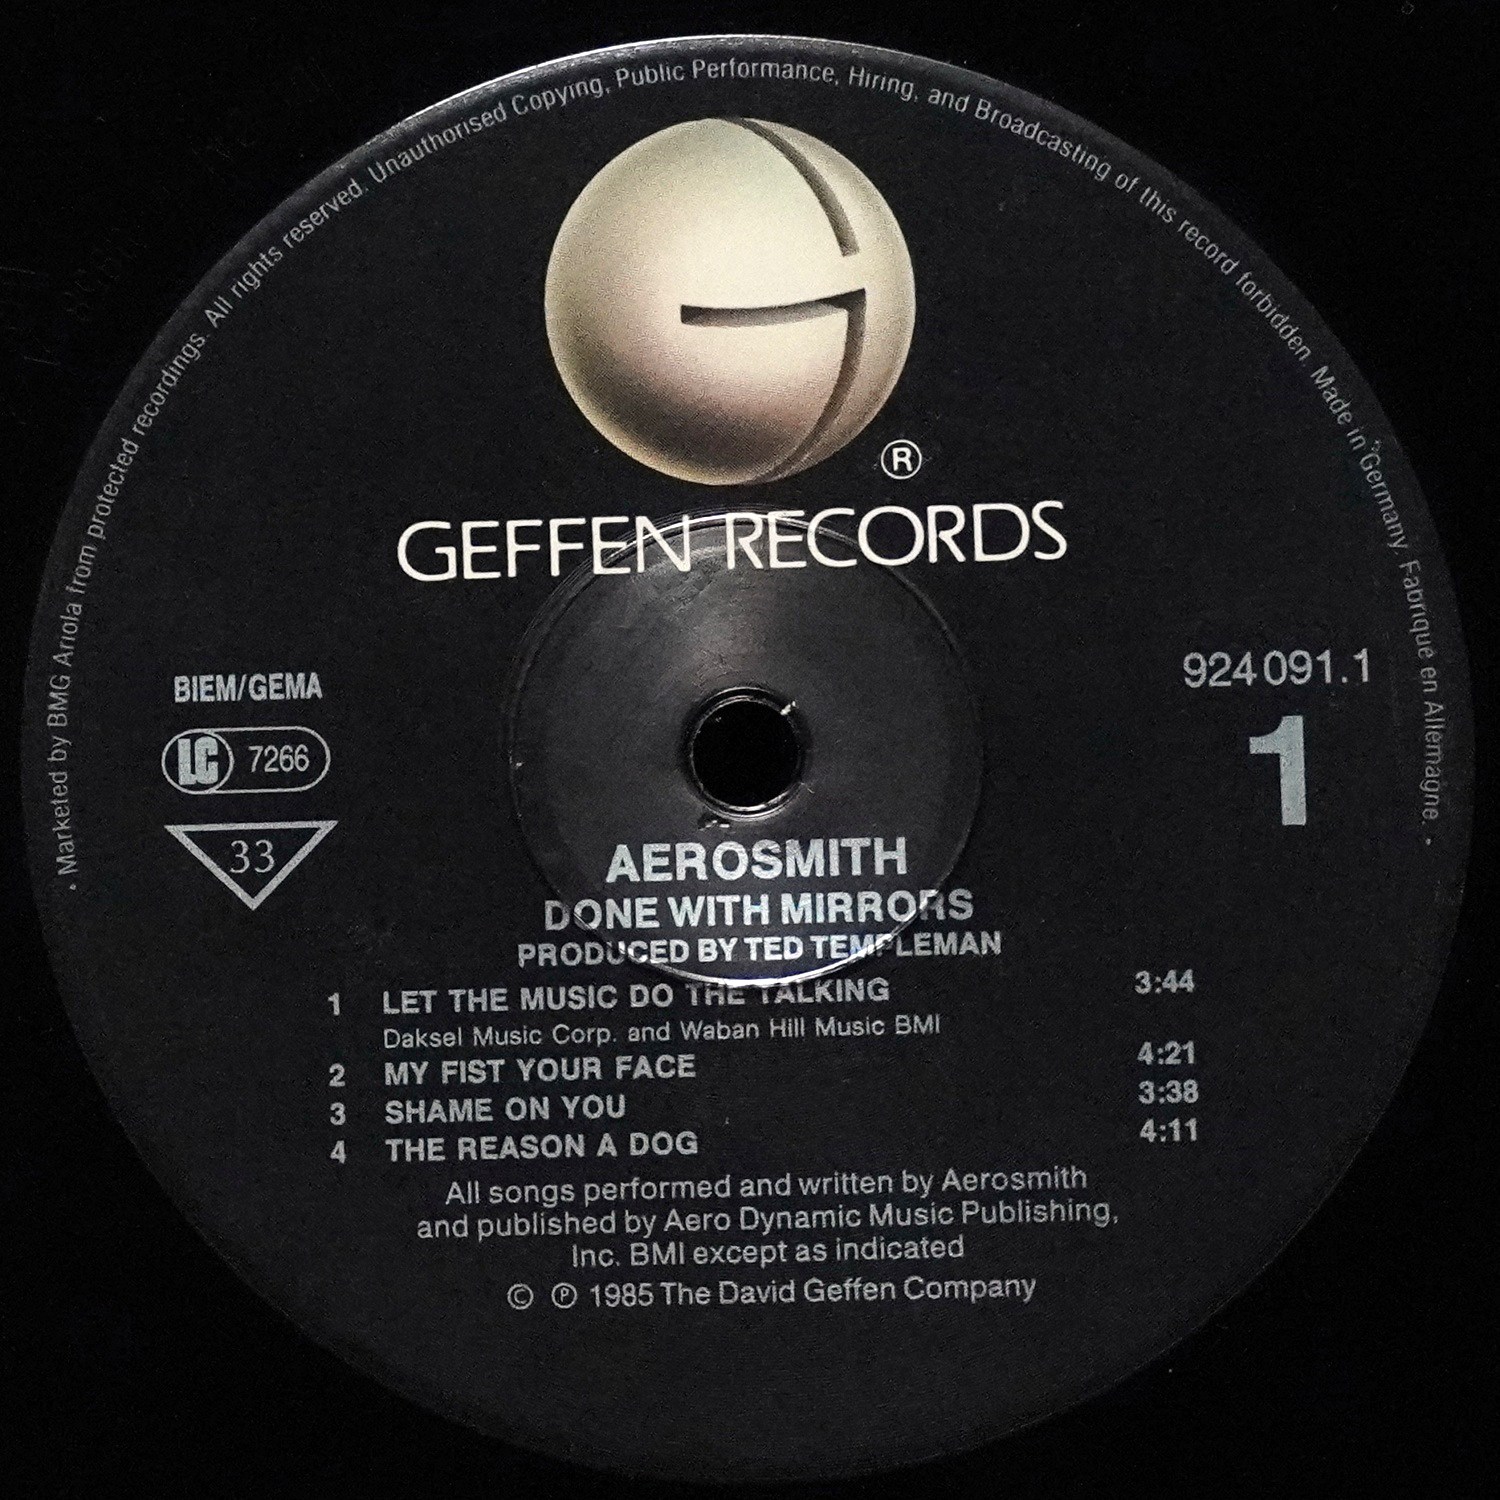 • Marketed by BMG Ariola from protected recordings. All rights reserved. Unauthorised Copying, Public Performance, Hiring, and Broadcasting of this record forbidden. Made in Germany. Fabrique en Allemagne. •
®
GEFFEN RECORDS
BIEM/GEMA
LC 7266
33
924 091.1
1
AEROSMITH
DONE WITH MIRRORS
PRODUCED BY TED TEMPLEMAN
1 LET THE MUSIC DO THE TALKING 3:44
Daksel Music Corp. and Waban Hill Music BMI
2 MY FIST YOUR FACE 4:21
3 SHAME ON YOU 3:38
4 THE REASON A DOG 4:11
All songs performed and written by Aerosmith
and published by Aero Dynamic Music Publishing,
Inc. BMI except as indicated
© ℗ 1985 The David Geffen Company